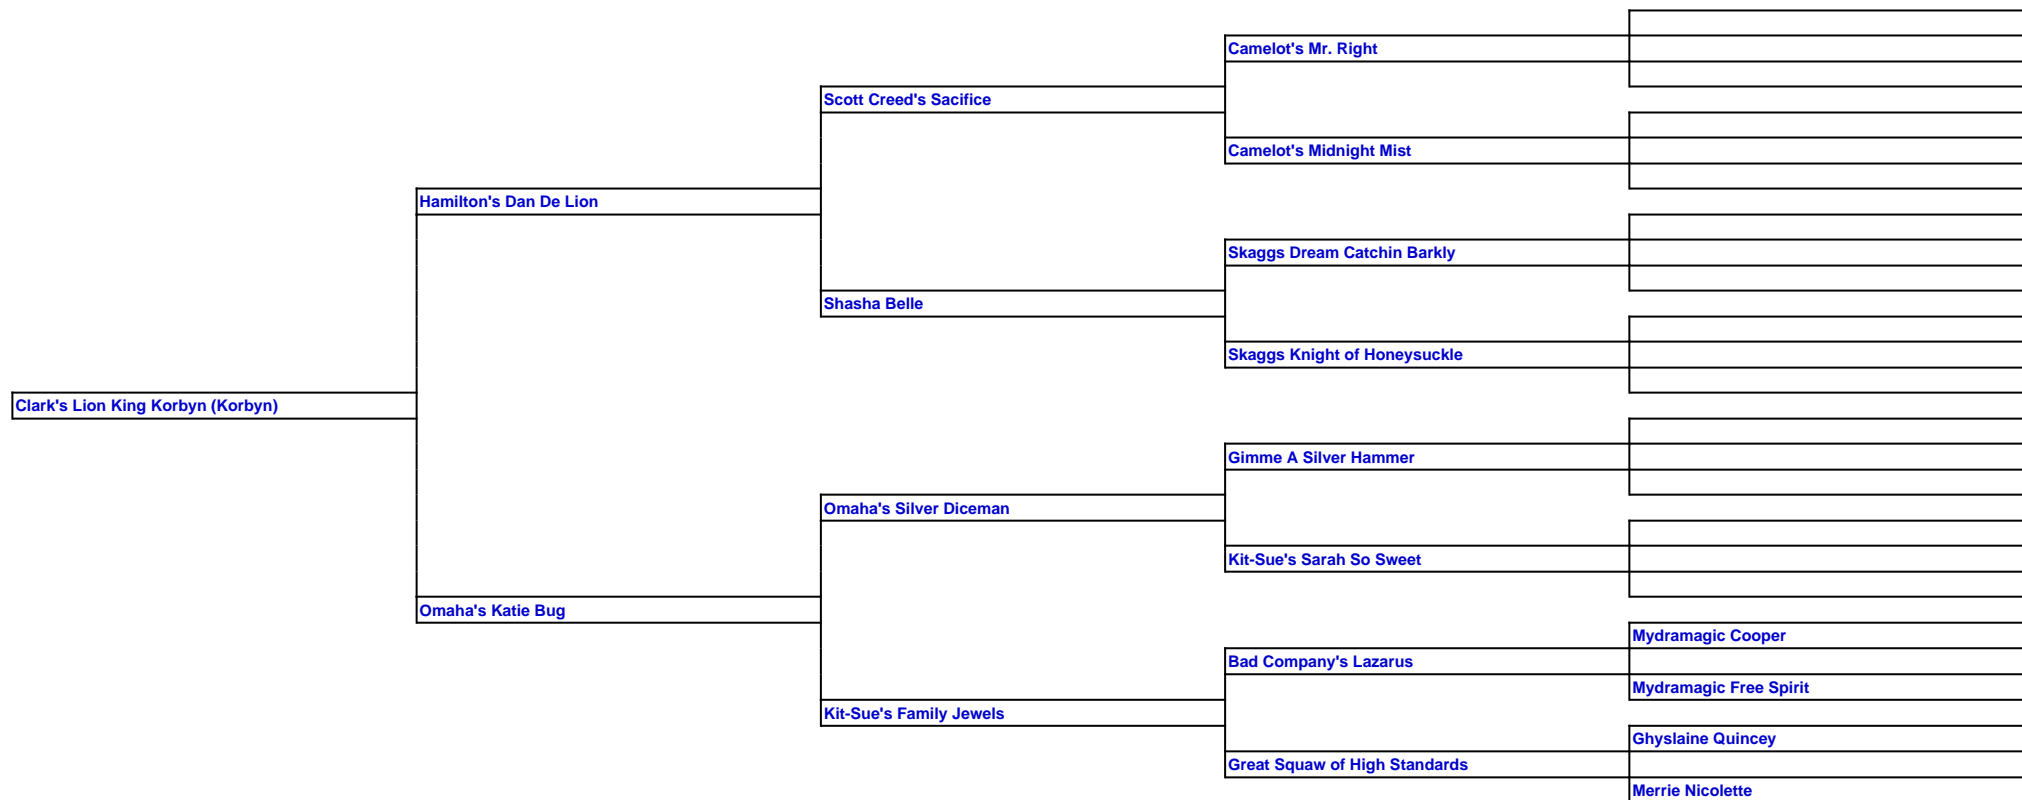 Camelot's Mr. Right
Scott Creed's Sacifice
Camelot's Midnight Mist
Hamilton's Dan De Lion
Skaggs Dream Catchin Barkly
Shasha Belle
Skaggs Knight of Honeysuckle
Clark's Lion King Korbyn (Korbyn)
Gimme A Silver Hammer
Omaha's Silver Diceman
Kit-Sue's Sarah So Sweet
Omaha's Katie Bug
Mydramagic Cooper
Bad Company's Lazarus
Mydramagic Free Spirit
Kit-Sue's Family Jewels
Ghyslaine Quincey
Great Squaw of High Standards
Merrie Nicolette